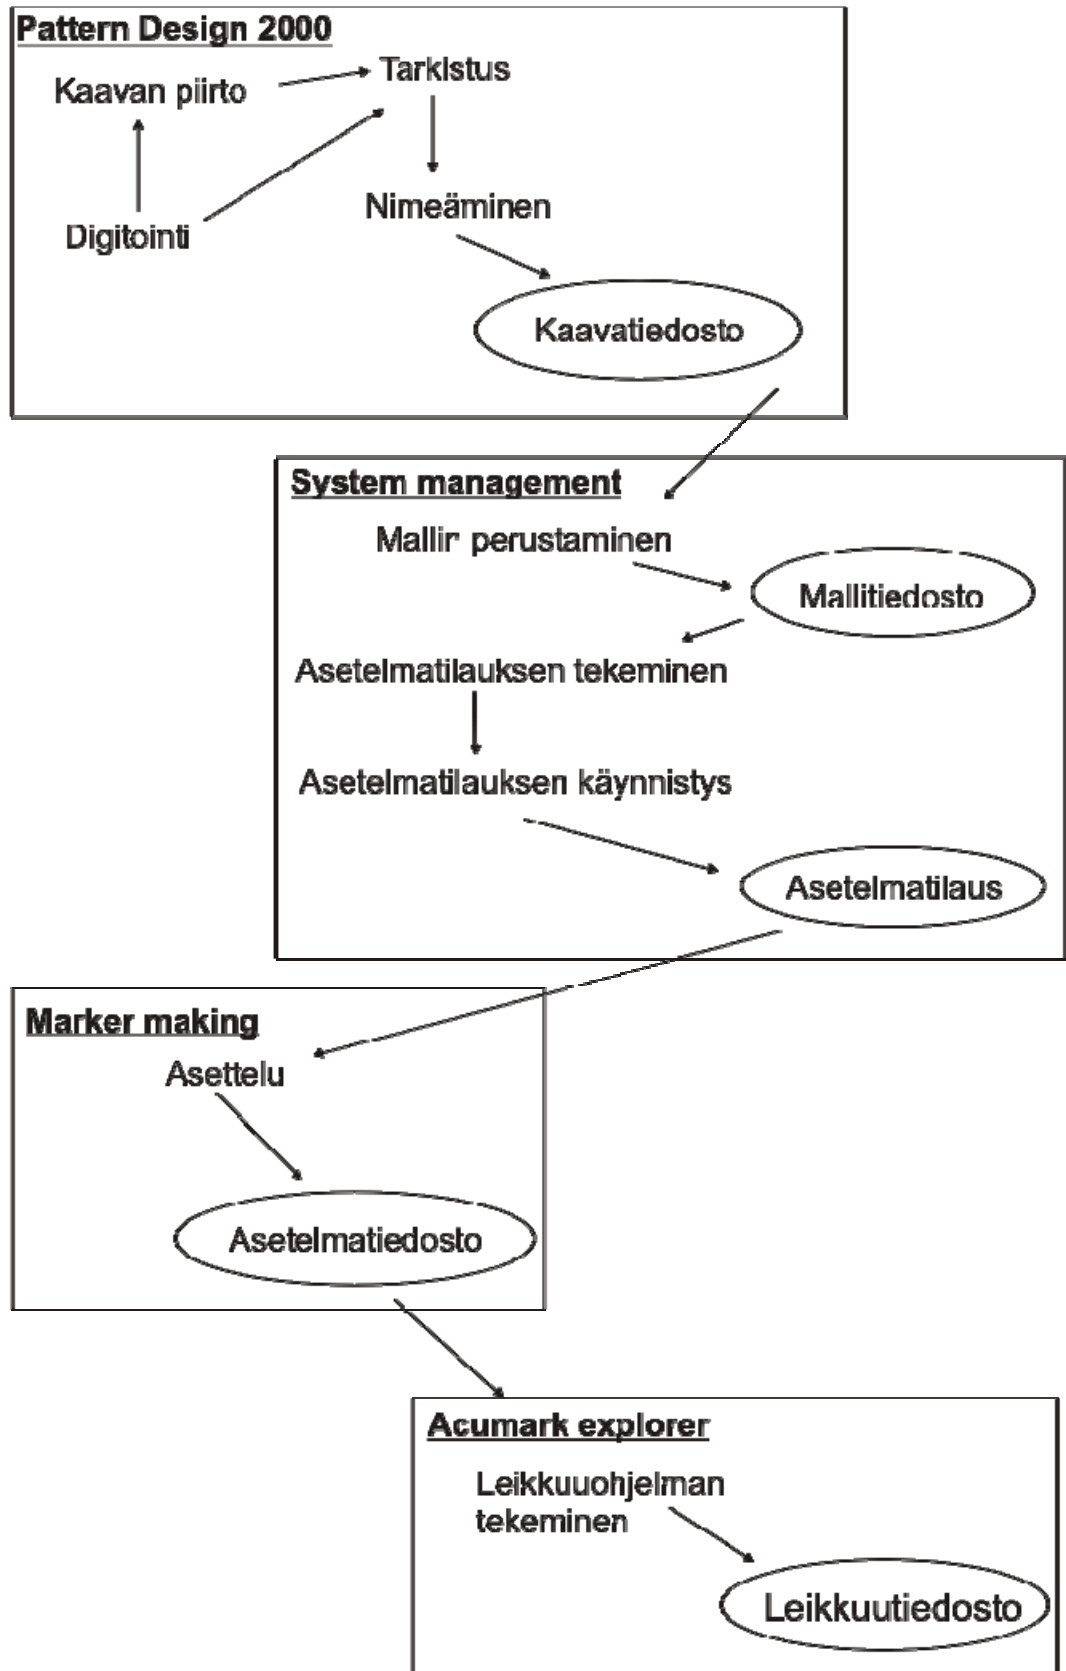 Pattern Design 2000
Kaavan piirto
Tarkistus
Digitointi
Nimeäminen
Kaavatiedosto
System management
Mallin perustaminen
Mallitiedosto
Asetelmatilauksen tekeminen
Asetelmatilauksen käynnistys
Asetelmatilaus
Marker making
Asettelu
Asetelmatiedosto
Acumark explorer
Leikkuuohjelman
tekeminen
Leikkuutiedosto